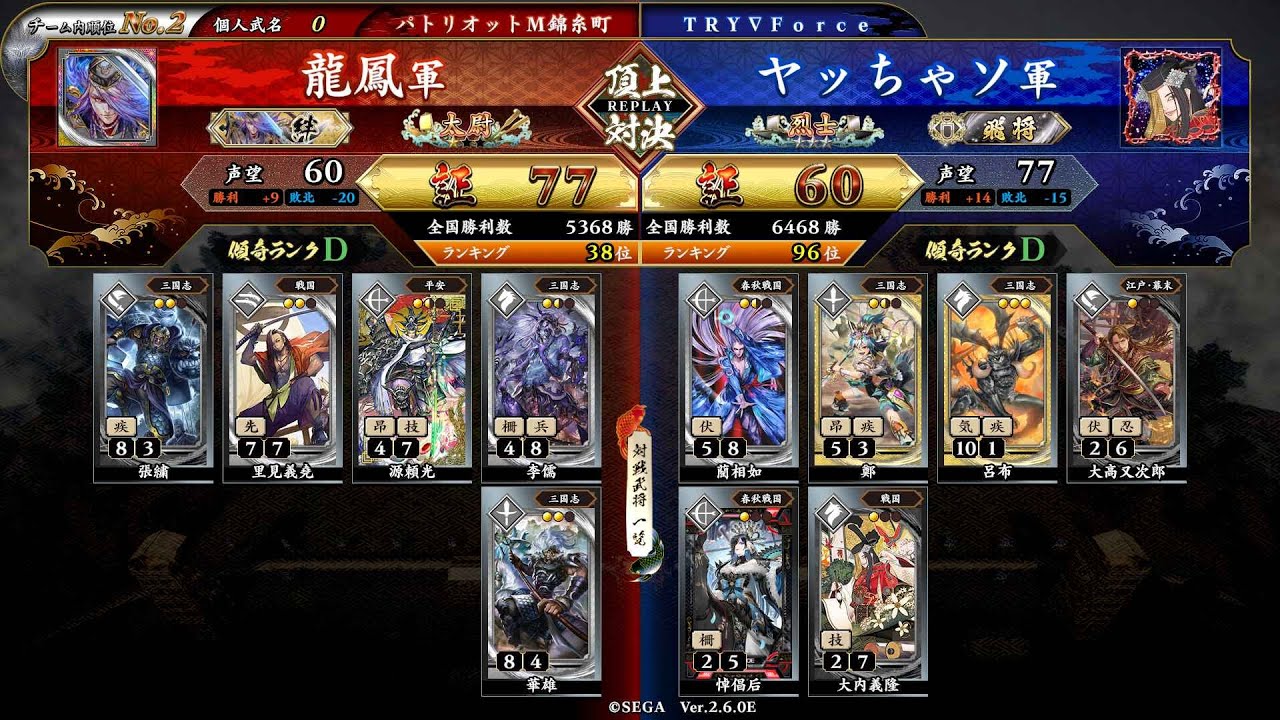 チーム内順位 No.2 個人武名 0 パトリオットM錦糸町 TRY∇Force
龍鳳軍 頂上 REPLAY 対決 ヤッちゃソ軍
絆 太尉 烈士 飛将
声望 60 証 77 証 60 声望 77
勝利 +9 敗北 -20 勝利 +14 敗北 -15
全国勝利数 5368勝 全国勝利数 6468勝
傾奇ランクD ランキング 38位 ランキング 96位 傾奇ランクD
三国志 戦国 平安 三国志 春秋戦国 三国志 三国志 江戸・幕末
疾 先 昂 技 柵 兵 伏 昂 疾 気 疾 伏 忍
8 3 7 7 4 7 4 8 5 8 5 3 10 1 2 6
張繍 里見義堯 源頼光 李儒 藺相如 鄭 呂布 大高又次郎
対戦武将一覧
三国志 春秋戦国 戦国
柵 技
8 4 2 5 2 7
華雄 悼倡后 大内義隆
©SEGA Ver.2.6.0E